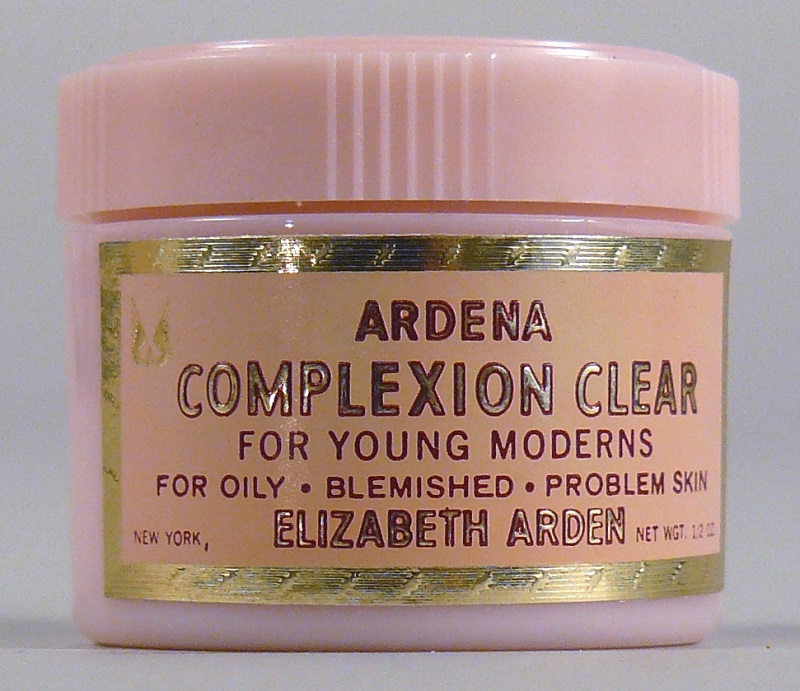 ARDENA
COMPLEXION CLEAR
FOR YOUNG MODERNS
FOR OILY • BLEMISHED • PROBLEM SKIN
NEW YORK, ELIZABETH ARDEN NET WGT. 1/2 OZ.